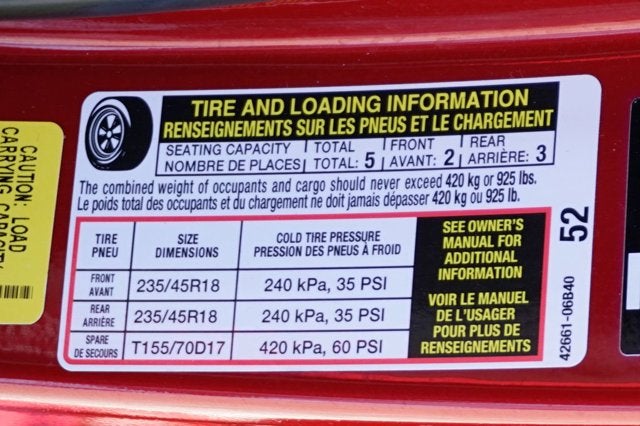 TIRE AND LOADING INFORMATION
RENSEIGNEMENTS SUR LES PNEUS ET LE CHARGEMENT
SEATING CAPACITY | TOTAL | FRONT | REAR
NOMBRE DE PLACES | TOTAL: 5 | AVANT: 2 | ARRIÈRE: 3
The combined weight of occupants and cargo should never exceed 420 kg or 925 lbs.
Le poids total des occupants et du chargement ne doit jamais dépasser 420 kg ou 925 lb.
TIRE SIZE COLD TIRE PRESSURE
PNEU DIMENSIONS PRESSION DES PNEUS À FROID
FRONT
AVANT 235/45R18 240 kPa, 35 PSI
REAR
ARRIÈRE 235/45R18 240 kPa, 35 PSI
SPARE
DE SECOURS T155/70D17 420 kPa, 60 PSI
SEE OWNER'S
MANUAL FOR
ADDITIONAL
INFORMATION
VOIR LE MANUEL
DE L'USAGER
POUR PLUS DE
RENSEIGNEMENTS
42661-06B40 52
CAUTION: LOAD
CARRYING CAPACITY